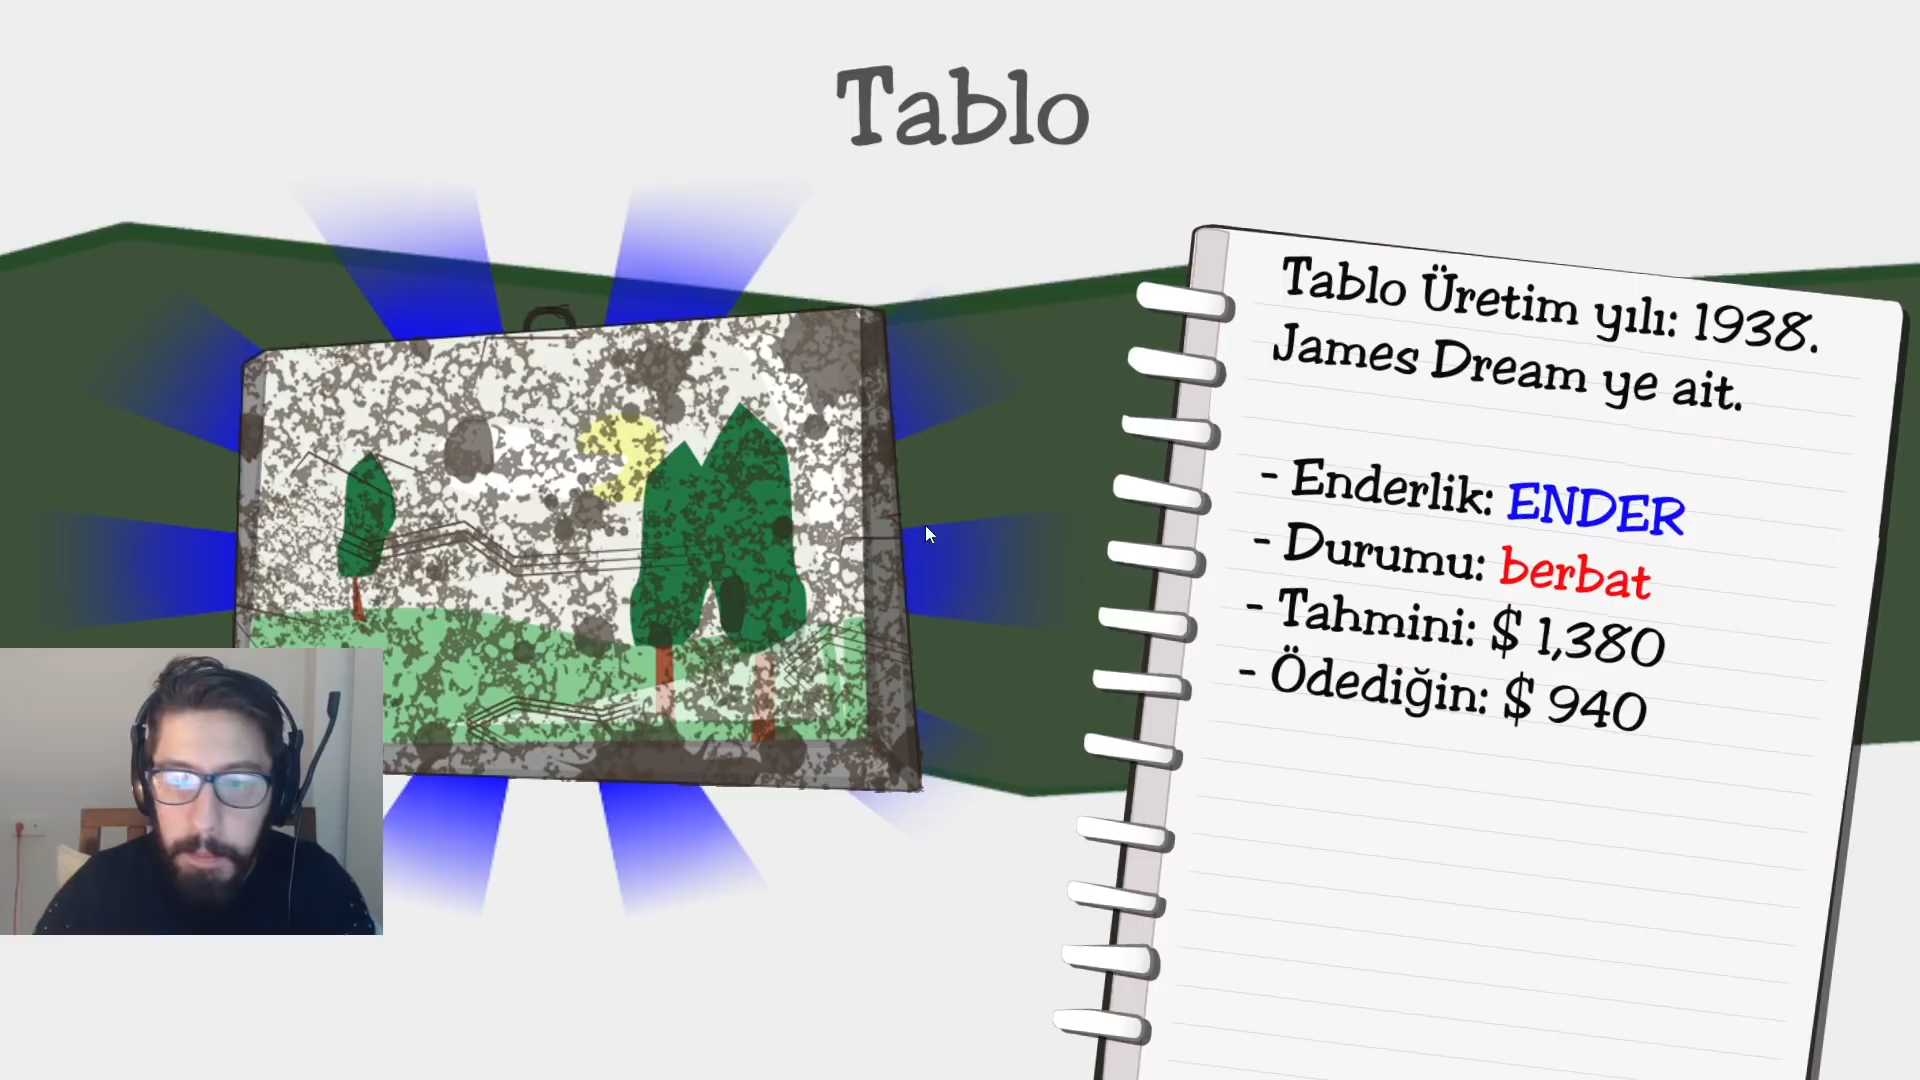 Tablo
Tablo Üretim yılı: 1938.
James Dream ye ait.
- Enderlik: ENDER
- Durumu: berbat
- Tahmini: $ 1,380
- Ödediğin: $ 940